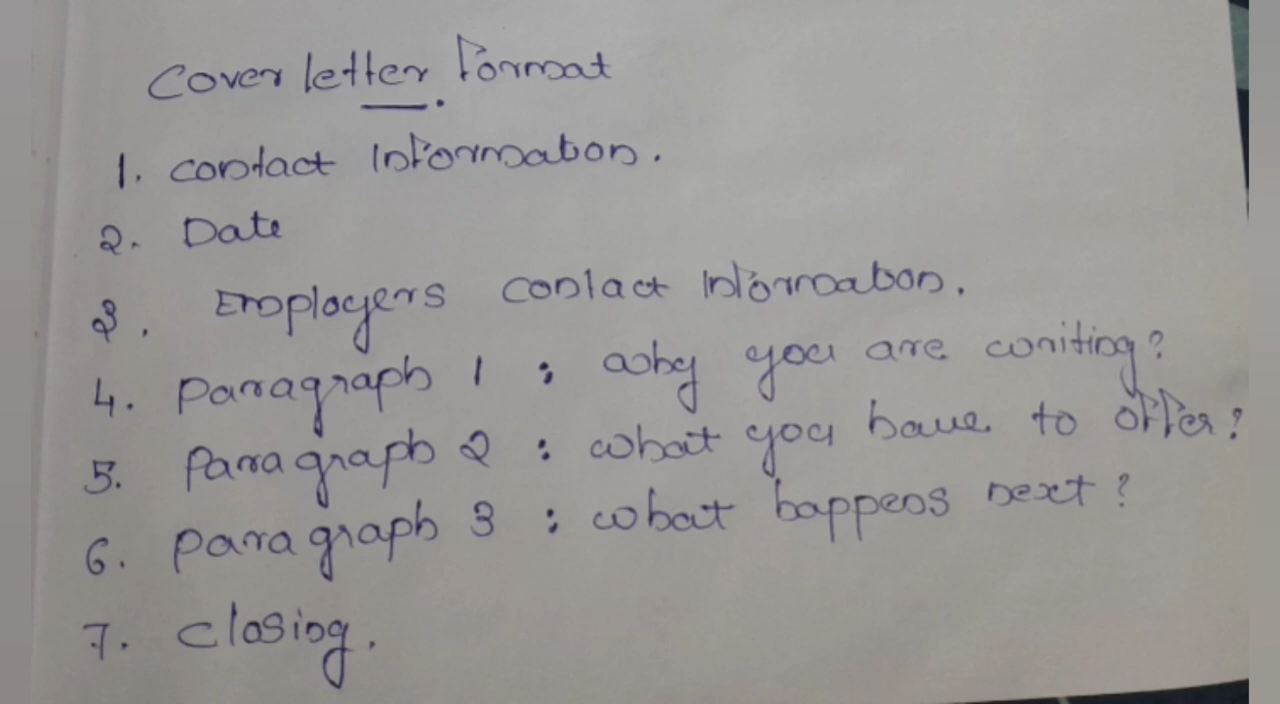 Cover letter Format
1. contact Information.
2. Date
3. Employers contact Information.
4. Paragraph 1 : why you are writing?
5. Paragraph 2 : what you have to offer?
6. Paragraph 3 : what happens next?
7. Closing.